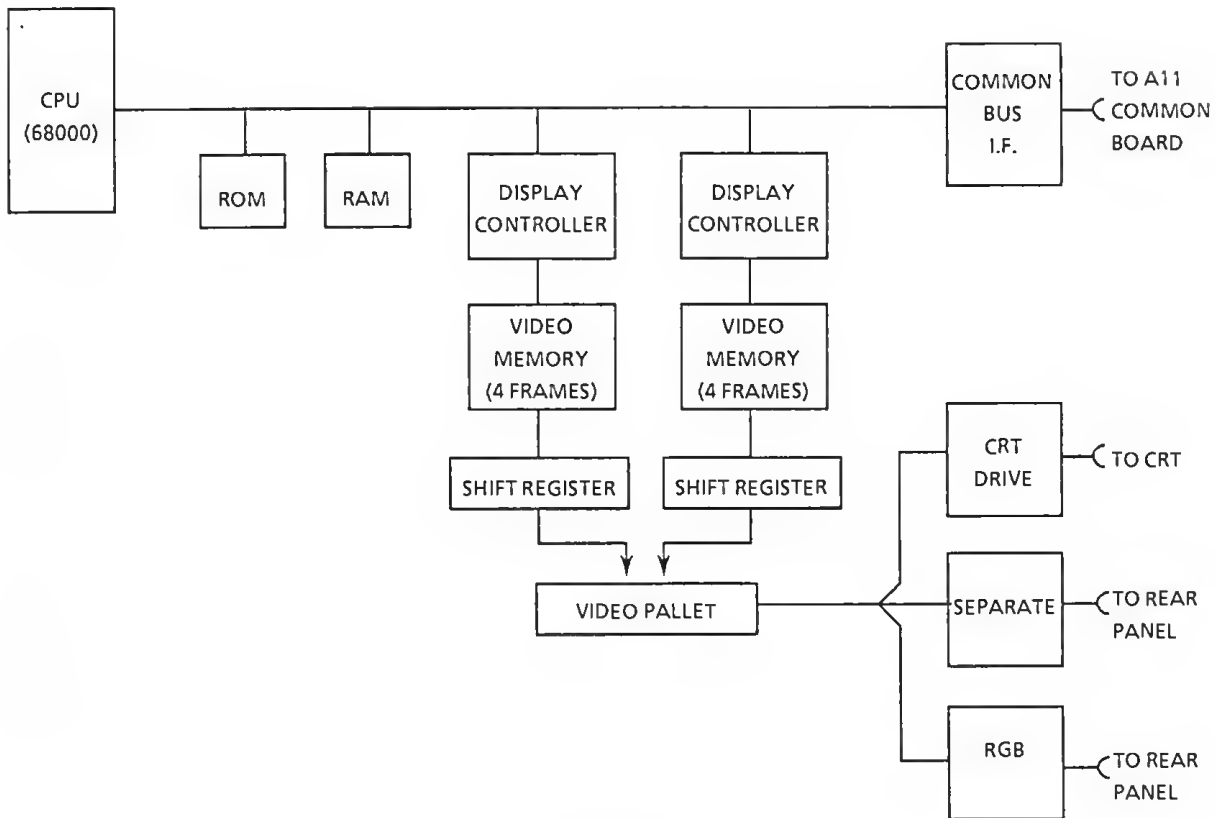 CPU
(68000)
ROM
RAM
DISPLAY
CONTROLLER
DISPLAY
CONTROLLER
COMMON
BUS
I.F.
TO A11
COMMON
BOARD
VIDEO
MEMORY
(4 FRAMES)
VIDEO
MEMORY
(4 FRAMES)
SHIFT REGISTER
SHIFT REGISTER
VIDEO PALLET
CRT
DRIVE
TO CRT
SEPARATE
TO REAR
PANEL
RGB
TO REAR
PANEL